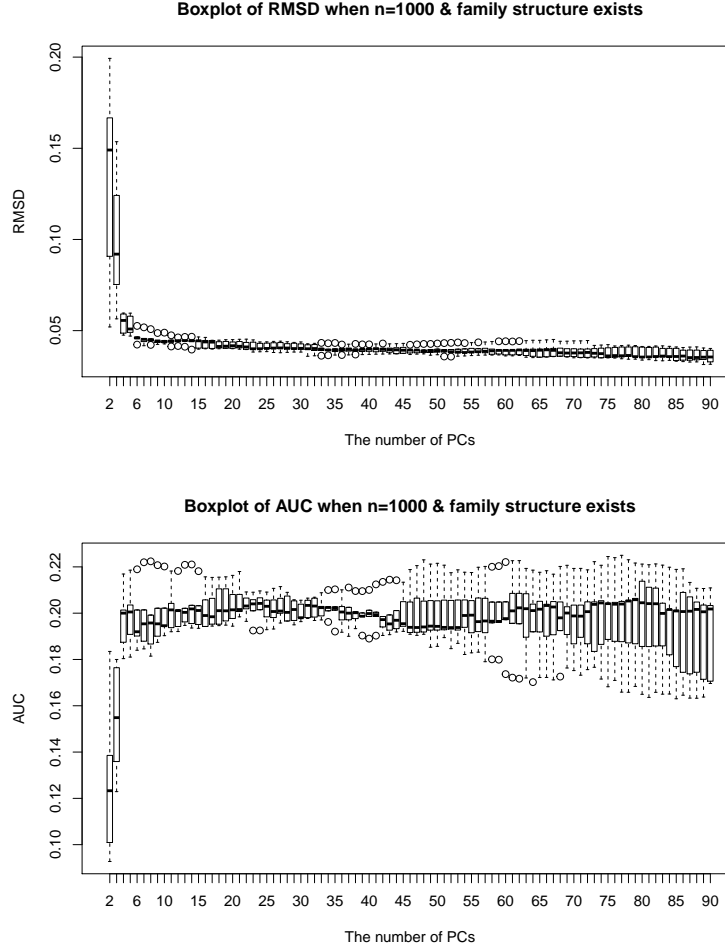 Boxplot of RMSD when n=1000 & family structure exists
0.20
0.15
0.10
0.05
RMSD
2 6 10 15 20 25 30 35 40 45 50 55 60 65 70 75 80 85 90
The number of PCs
Boxplot of AUC when n=1000 & family structure exists
0.22
0.20
0.18
0.16
0.14
0.12
0.10
AUC
2 6 10 15 20 25 30 35 40 45 50 55 60 65 70 75 80 85 90
The number of PCs